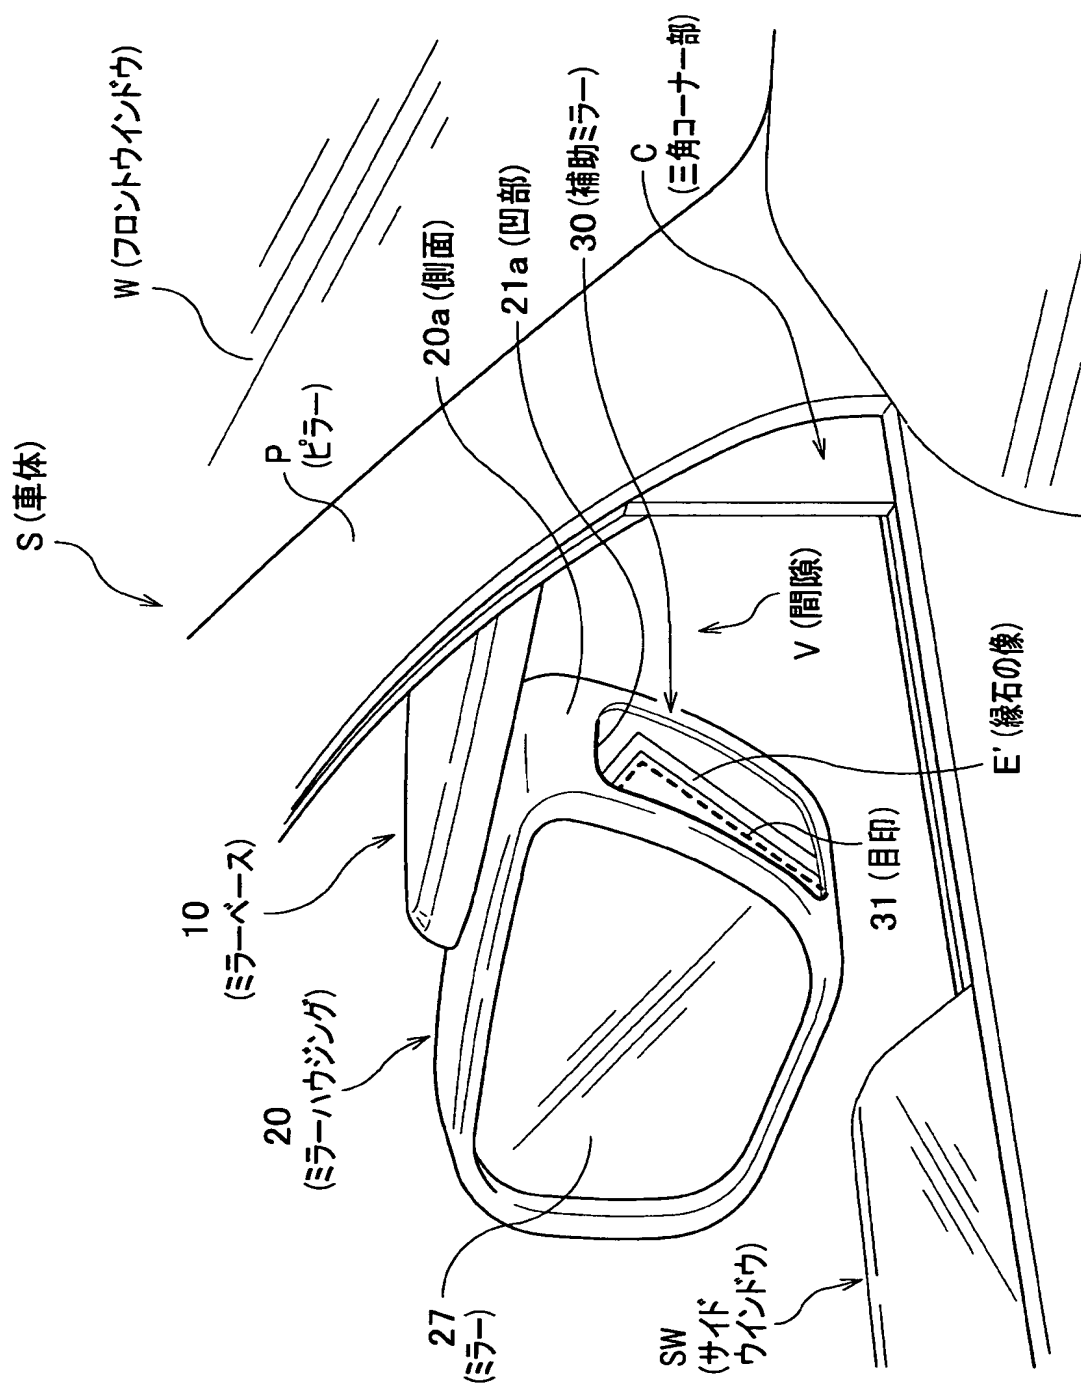 S (車体)
W (フロントウインドウ)
P
(ピラー)
20a (側面)
21a (凹部)
30 (補助ミラー)
C
(三角コーナー部)
10
(ミラーベース)
20
(ミラーハウジング)
27
(ミラー)
SW
(サイド
ウインドウ)
31 (目印)
E' (縁石の像)
V (間隙)